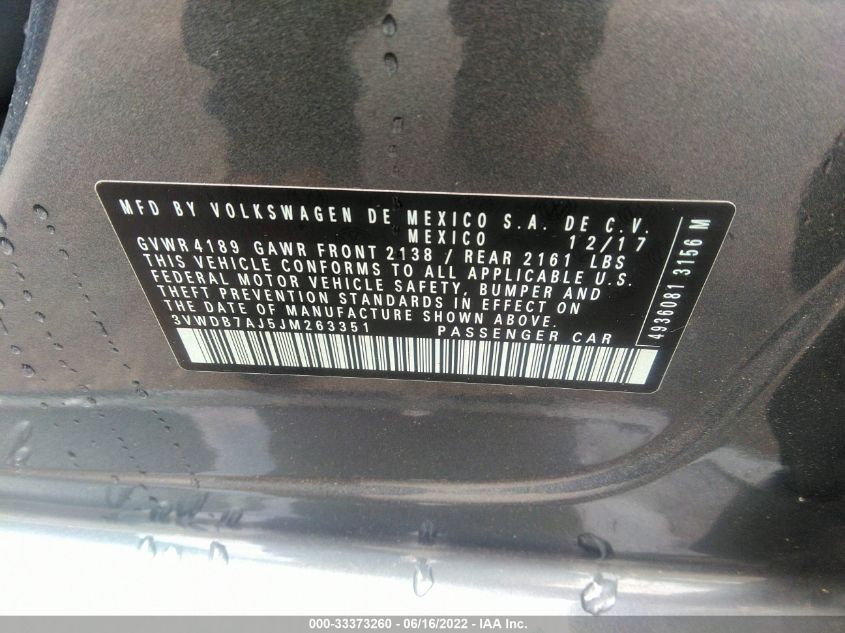 MFD BY VOLKSWAGEN DE MEXICO S.A. DE C.V.
MEXICO 12/17
GVWR 4189 GAWR FRONT 2138 / REAR 2161 LBS
THIS VEHICLE CONFORMS TO ALL APPLICABLE U.S.
FEDERAL MOTOR VEHICLE SAFETY, BUMPER AND
THEFT PREVENTION STANDARDS IN EFFECT ON
THE DATE OF MANUFACTURE SHOWN ABOVE.
3VWDB7AJ5JM263351 PASSENGER CAR
4936081 3156 M
000-33373260 - 06/16/2022 - IAA Inc.